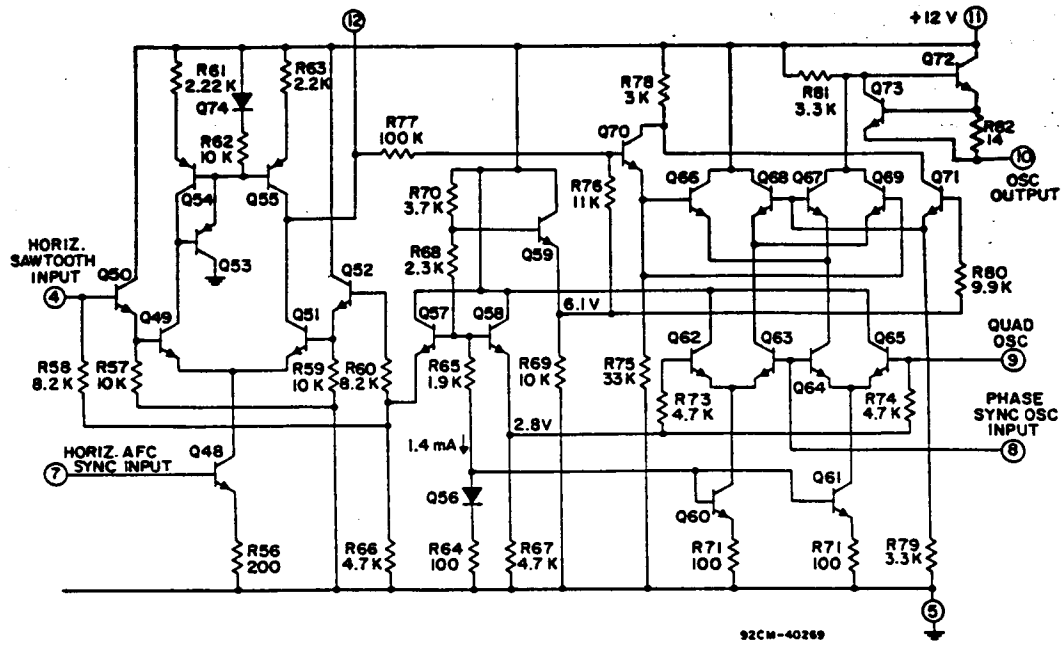 12
+12 V 11
R61
2.22 K
R63
2.2K
Q74
R62
10 K
Q54
Q55
Q53
R77
100 K
R78
3 K
Q70
R81
3.3 K
Q73
Q72
R82
14
10
OSC
OUTPUT
R70
3.7 K
R68
2.3 K
Q59
R76
11 K
Q66
Q68
Q67
Q69
Q71
HORIZ.
SAWTOOTH
INPUT
4
Q50
Q49
Q52
Q51
R58
8.2 K
R57
10K
R59
10 K
R60
8.2 K
Q57
Q58
6.1V
R65
1.9 K
R69
10 K
R75
33 K
Q62
Q63
Q64
Q65
R80
9.9 K
QUAD
OSC
9
R73
4.7 K
R74
4.7 K
PHASE
SYNC OSC
INPUT
8
2.8V
1.4 mA
HORIZ. AFC
SYNC INPUT
7
Q48
Q56
Q60
Q61
R56
200
R66
4.7 K
R64
100
R67
4.7 K
R71
100
R71
100
R79
3.3K
5
92CM-40269